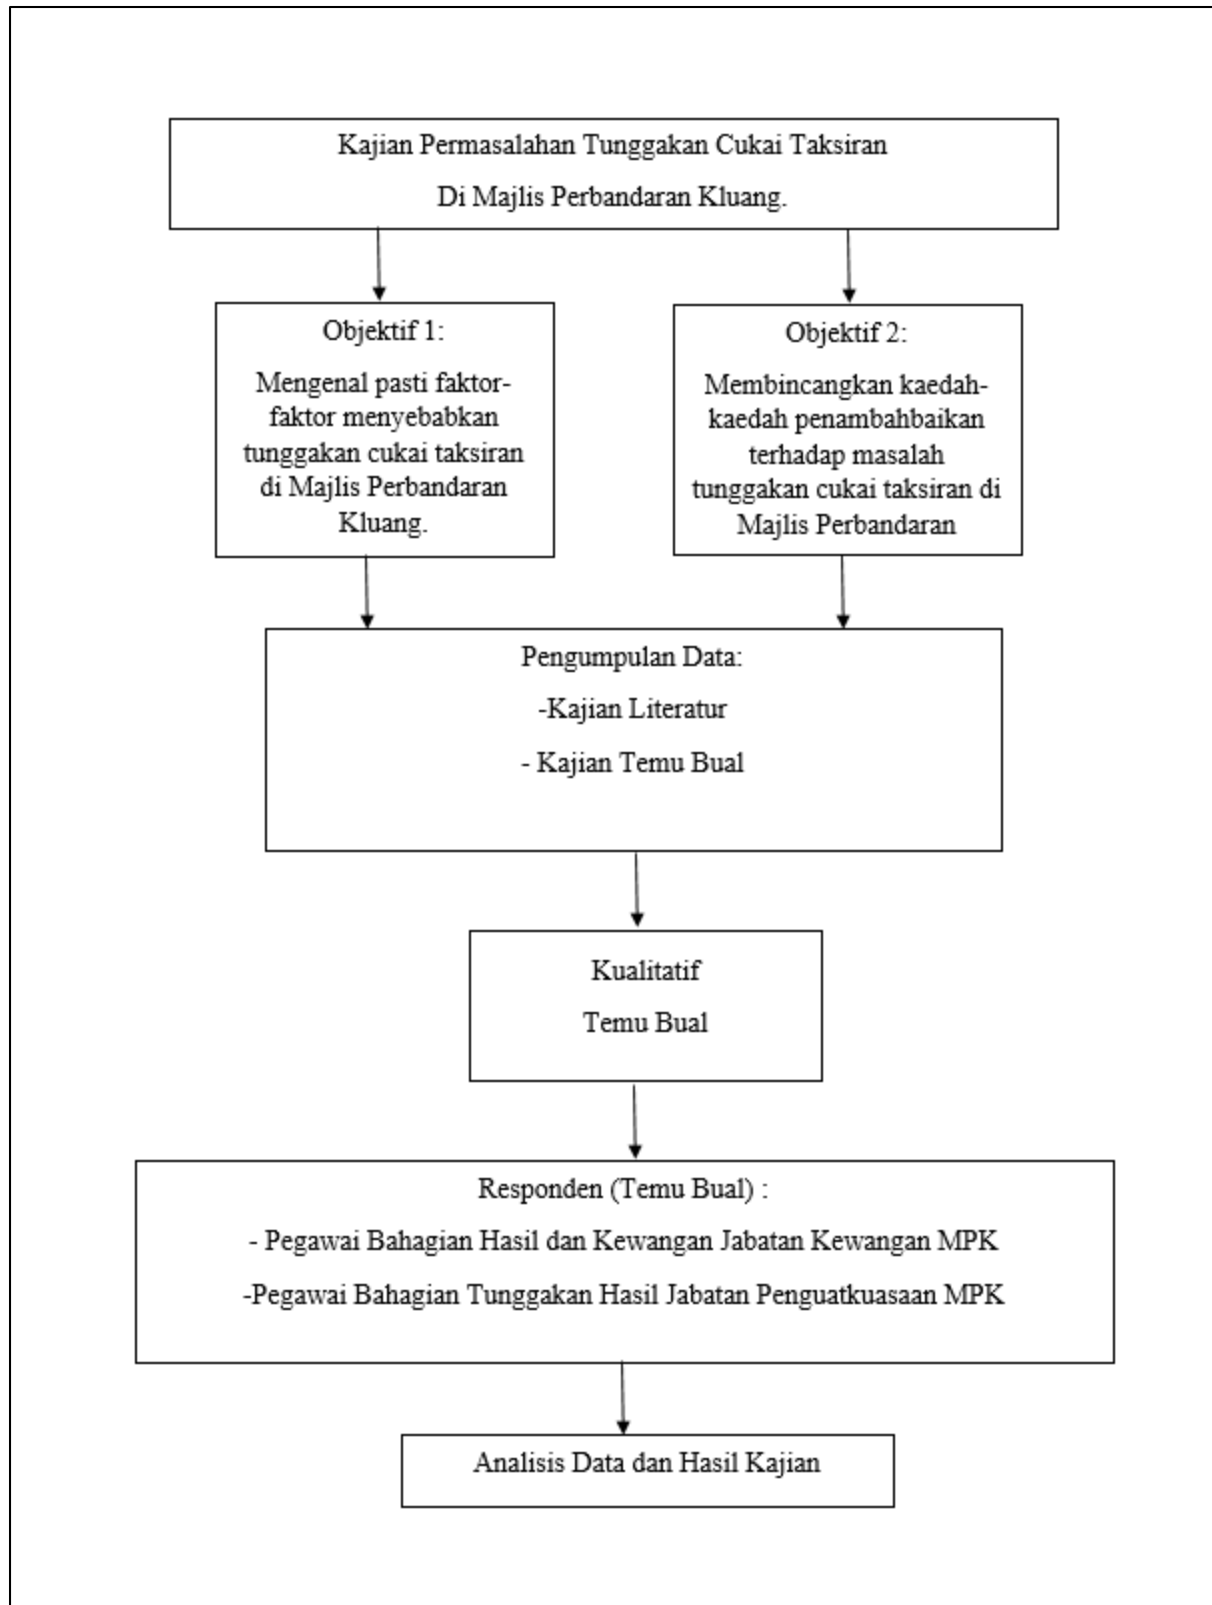 Kajian Permasalahan Tunggakan Cukai Taksiran
Di Majlis Perbandaran Kluang.
Objektif 1:
Mengenal pasti faktor-
faktor menyebabkan
tunggakan cukai taksiran
di Majlis Perbandaran
Kluang.
Objektif 2:
Membincangkan kaedah-
kaedah penambahbaikan
terhadap masalah
tunggakan cukai taksiran di
Majlis Perbandaran
Pengumpulan Data:
-Kajian Literatur
- Kajian Temu Bual
Kualitatif
Temu Bual
Responden (Temu Bual) :
- Pegawai Bahagian Hasil dan Kewangan Jabatan Kewangan MPK
-Pegawai Bahagian Tunggakan Hasil Jabatan Penguatkuasaan MPK
Analisis Data dan Hasil Kajian